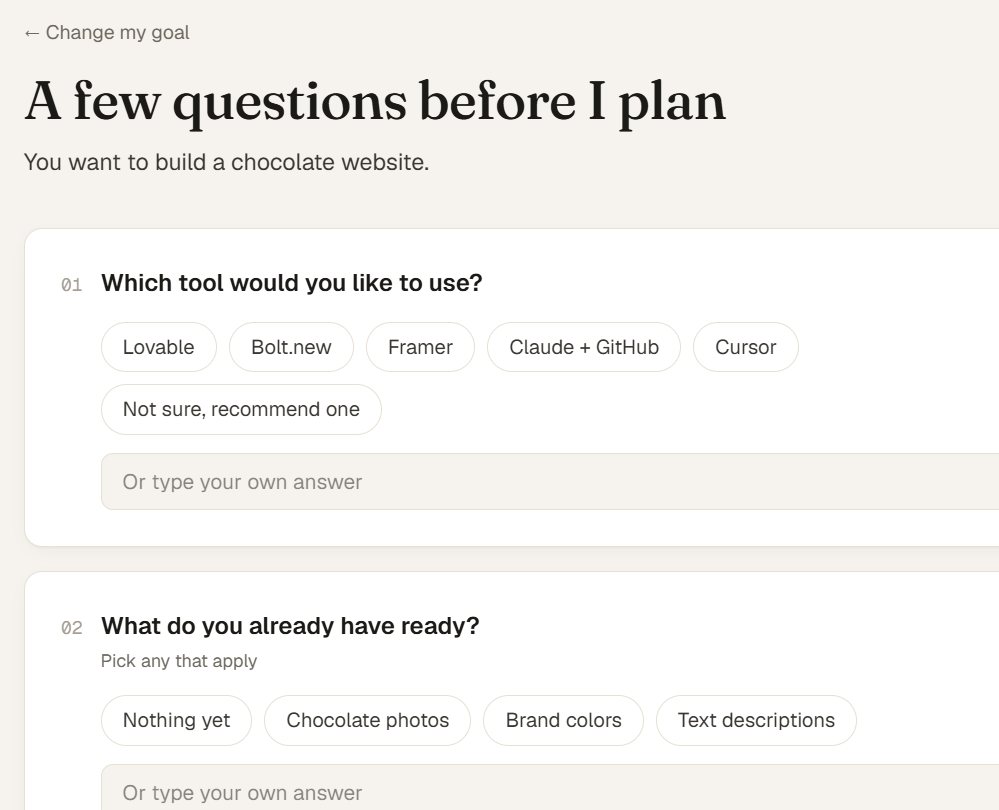 ← Change my goal
A few questions before I plan
You want to build a chocolate website.
01 Which tool would you like to use?
Lovable Bolt.new Framer Claude + GitHub Cursor
Not sure, recommend one
Or type your own answer
02 What do you already have ready?
Pick any that apply
Nothing yet Chocolate photos Brand colors Text descriptions
Or type your own answer